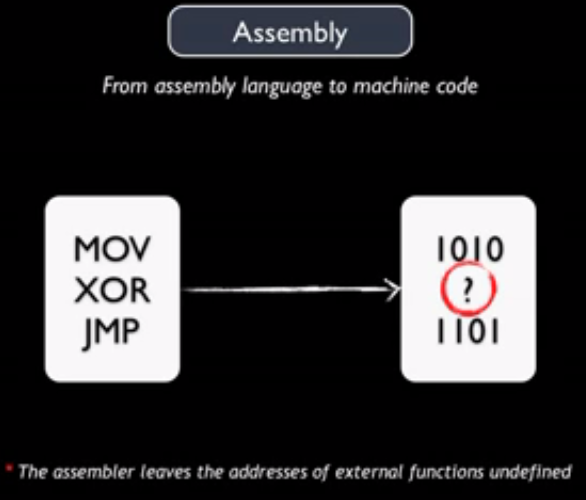 Assembly
From assembly language to machine code
MOV
XOR
JMP
1010
?
1101
* The assembler leaves the addresses of external functions undefined